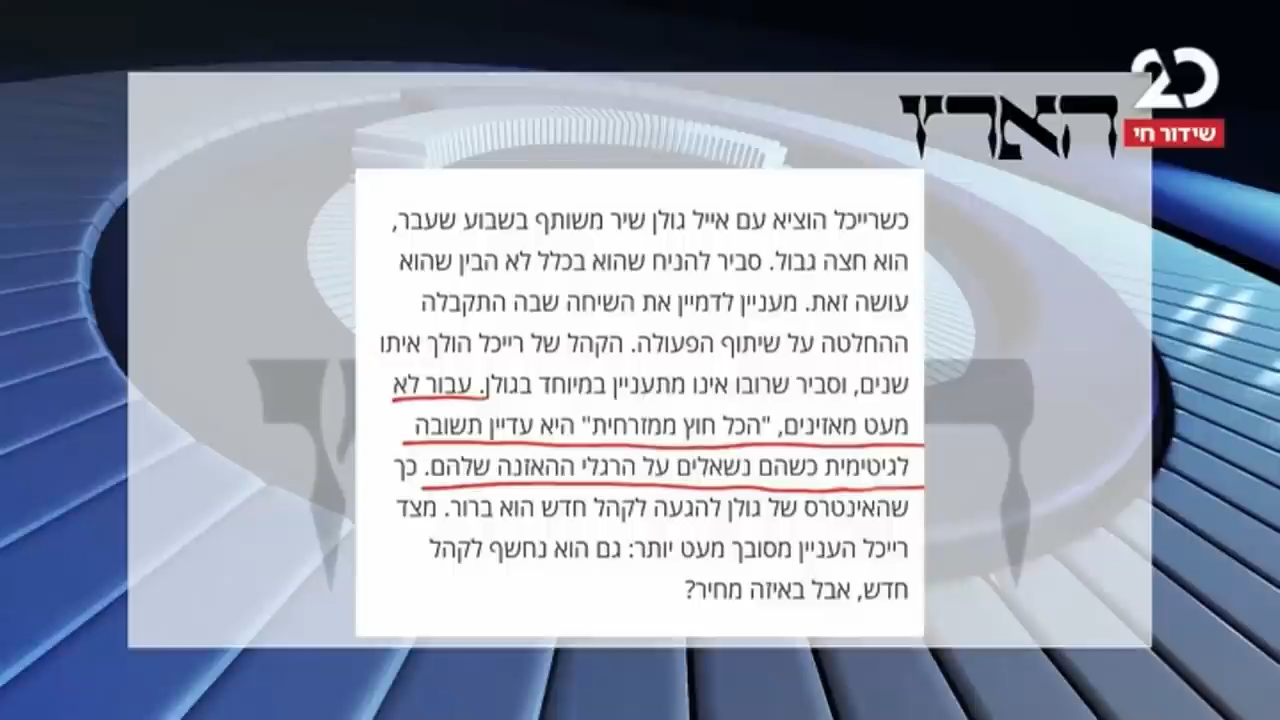 20
הארץ
שידור חי
כשרייכל הוציא עם אייל גולן שיר משותף בשבוע שעבר,
הוא חצה גבול. סביר להניח שהוא בכלל לא הבין שהוא
עושה זאת. מעניין לדמיין את השיחה שבה התקבלה
ההחלטה על שיתוף הפעולה. הקהל של רייכל הולך איתו
שנים, וסביר שרובו אינו מתעניין במיוחד בגולן. עבור לא
מעט מאזינים, "הכל חוץ ממזרחית" היא עדיין תשובה
לגיטימית כשהם נשאלים על הרגלי ההאזנה שלהם. כך
שהאינטרס של גולן להגעה לקהל חדש הוא ברור. מצד
רייכל העניין מסובך מעט יותר: גם הוא נחשף לקהל
חדש, אבל באיזה מחיר?